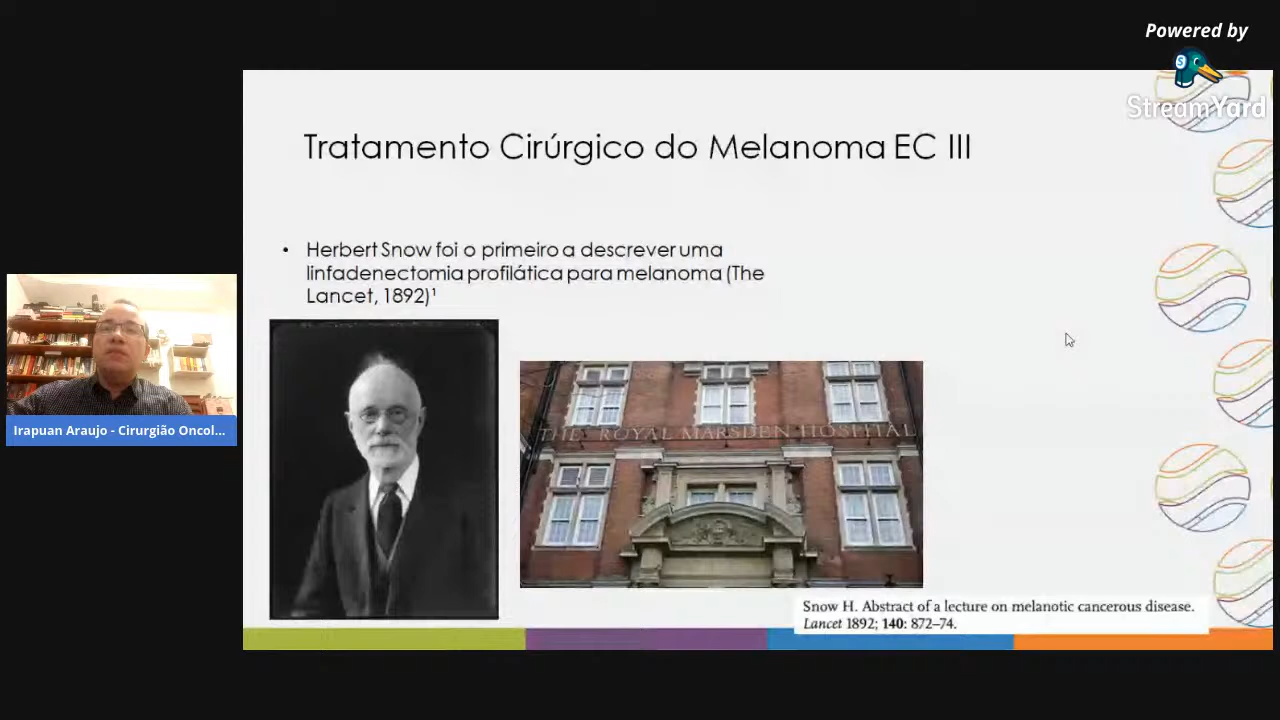 Powered by
StreamYard
Tratamento Cirúrgico do Melanoma EC III
• Herbert Snow foi o primeiro a descrever uma
linfadenectomia profilática para melanoma (The
Lancet, 1892)¹
THE ROYAL MARSDEN HOSPITAL
Irapuan Araujo - Cirurgião Oncol...
Snow H. Abstract of a lecture on melanotic cancerous disease.
Lancet 1892; 140: 872–74.